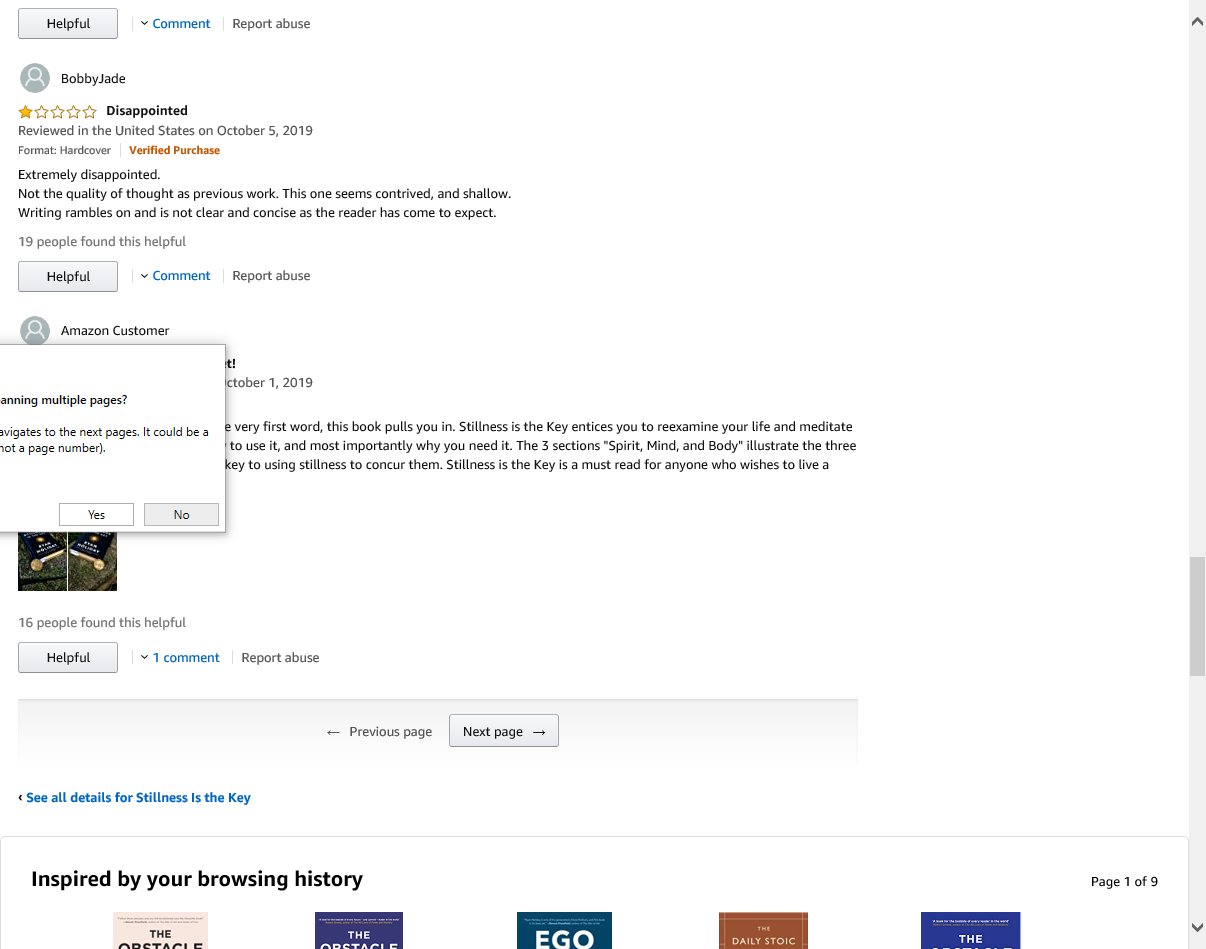 Helpful
Comment
Report abuse
BobbyJade
Disappointed
Reviewed in the United States on October 5, 2019
Format: Hardcover
Verified Purchase
Extremely disappointed.
Not the quality of thought as previous work. This one seems contrived, and shallow.
Writing rambles on and is not clear and concise as the reader has come to expect.
19 people found this helpful
Helpful
Comment
Report abuse
Amazon Customer
et!
October 1, 2019
anning multiple pages?
avigates to the next pages. It could be a
not a page number).
Yes
No
e very first word, this book pulls you in. Stillness is the Key entices you to reexamine your life and meditate
to use it, and most importantly why you need it. The 3 sections "Spirit, Mind, and Body" illustrate the three
key to using stillness to concur them. Stillness is the Key is a must read for anyone who wishes to live a
16 people found this helpful
Helpful
1 comment
Report abuse
← Previous page
Next page →
‹ See all details for Stillness Is the Key
Inspired by your browsing history
Page 1 of 9
THE
OBSTACLE
THE
OBSTACLE
EGO
THE
DAILY STOIC
THE
OBSTACLE